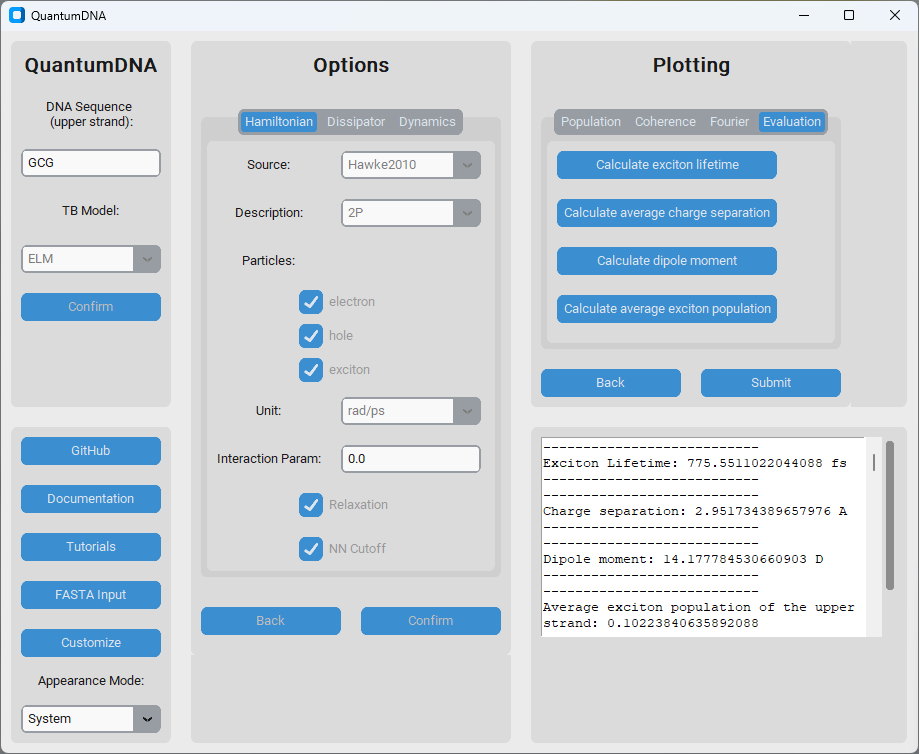 QuantumDNA
QuantumDNA
DNA Sequence
(upper strand):
GCG
TB Model:
ELM
Confirm
GitHub
Documentation
Tutorials
FASTA Input
Customize
Appearance Mode:
System
Options
Hamiltonian Dissipator Dynamics
Source: Hawke2010
Description: 2P
Particles:
electron
hole
exciton
Unit: rad/ps
Interaction Param: 0.0
Relaxation
NN Cutoff
Back Confirm
Plotting
Population Coherence Fourier Evaluation
Calculate exciton lifetime
Calculate average charge separation
Calculate dipole moment
Calculate average exciton population
Back Submit
---------------------------
Exciton Lifetime: 775.5511022044088 fs
---------------------------
---------------------------
Charge separation: 2.951734389657976 A
---------------------------
---------------------------
Dipole moment: 14.177784530660903 D
---------------------------
---------------------------
Average exciton population of the upper
strand: 0.10223840635892088